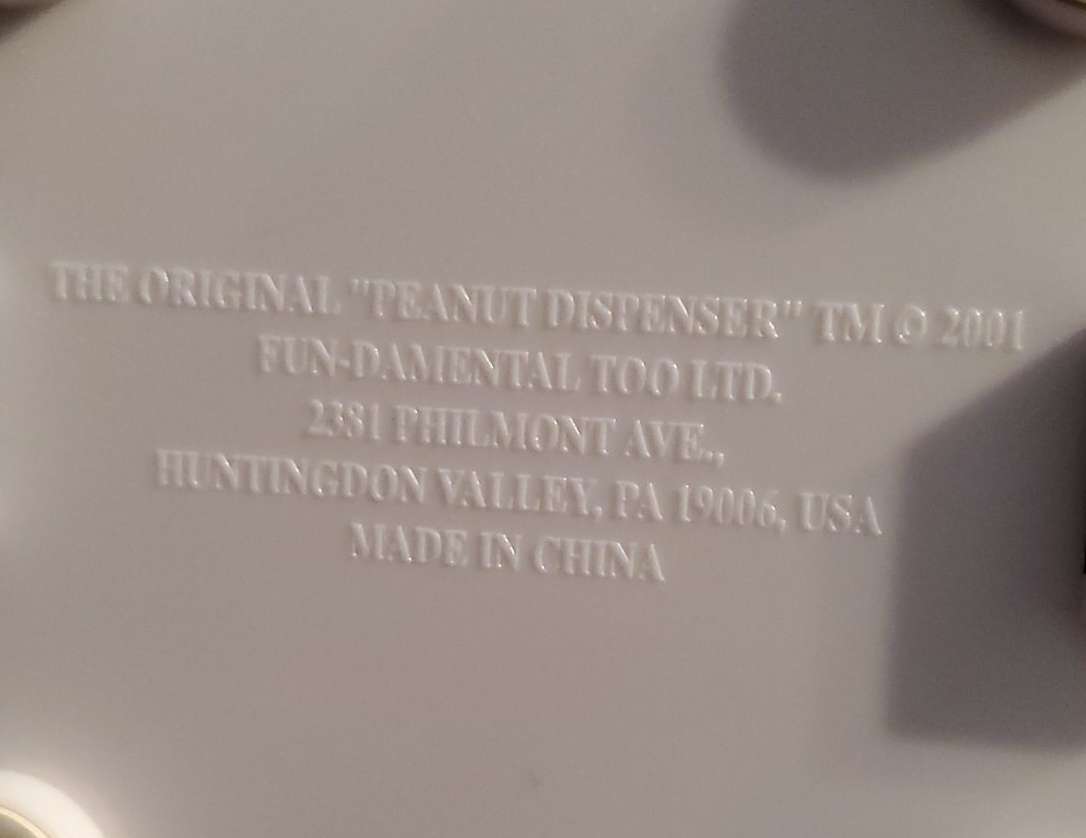 THE ORIGINAL "PEANUT DISPENSER" TM © 2001
FUN-DAMENTAL TOO LTD.
2381 PHILMONT AVE.,
HUNTINGDON VALLEY, PA 19006, USA
MADE IN CHINA